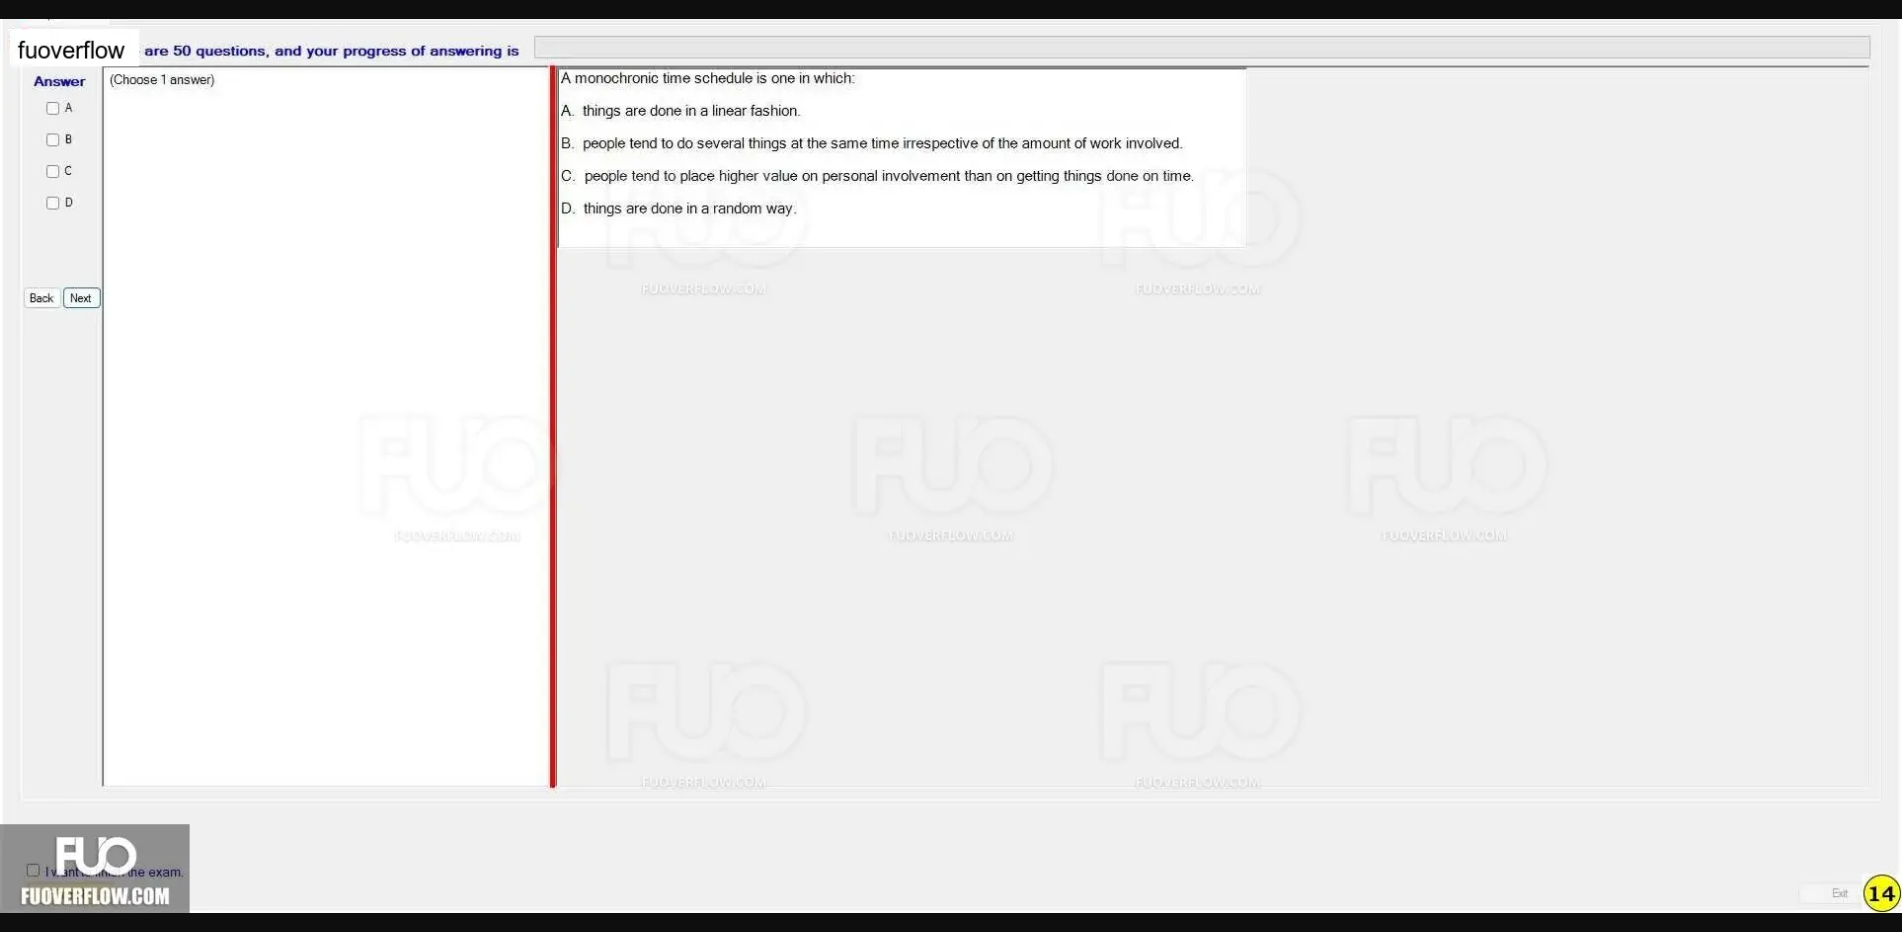 fuoverflow are 50 questions, and your progress of answering is
Answer
(Choose 1 answer)
A
B
C
D
Back Next
A monochronic time schedule is one in which:
A. things are done in a linear fashion.
B. people tend to do several things at the same time irrespective of the amount of work involved.
C. people tend to place higher value on personal involvement than on getting things done on time.
D. things are done in a random way.
FUO FUO
FUOVERFLOW.COM FUOVERFLOW.COM
FUO FUO FUO
FUOVERFLOW.COM FUOVERFLOW.COM FUOVERFLOW.COM
FUO FUO
FUOVERFLOW.COM FUOVERFLOW.COM
FUO
I want the exam.
FUOVERFLOW.COM
Exit 14